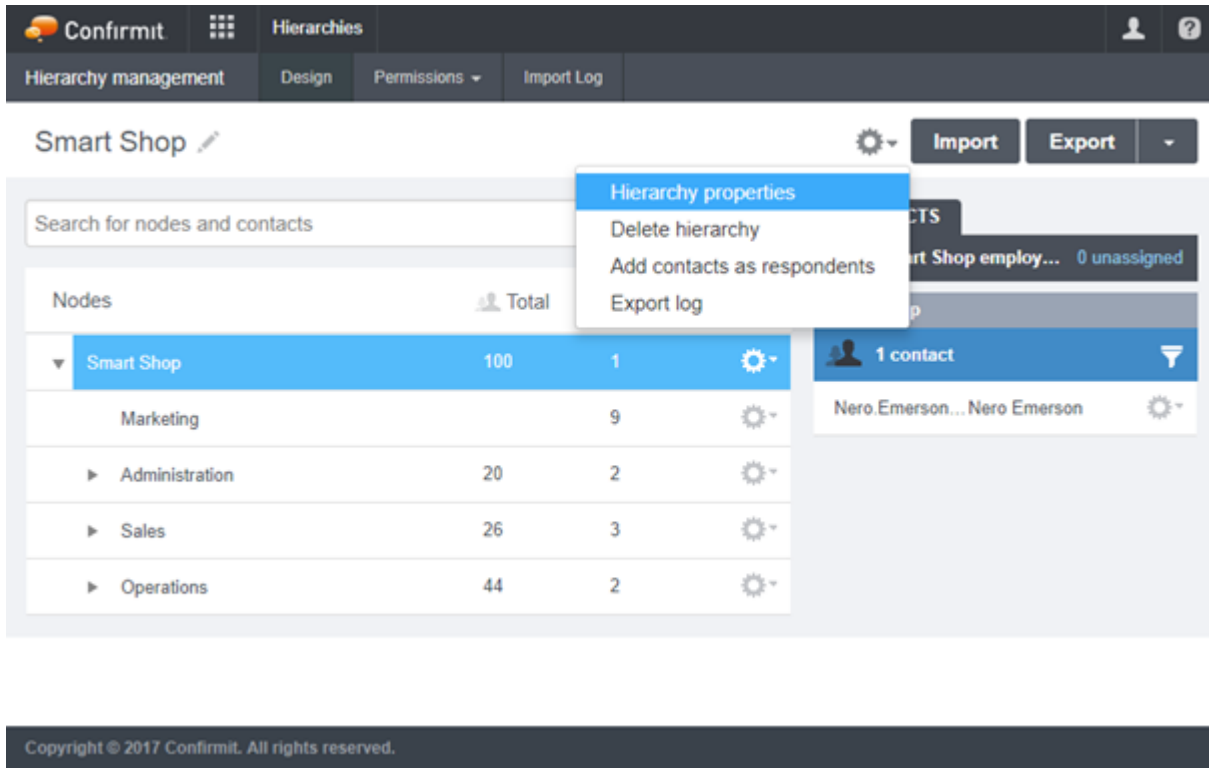 Confirmit Hierarchies
Hierarchy management Design Permissions Import Log
Smart Shop Import Export
Hierarchy properties
Delete hierarchy
Add contacts as respondents
Export log
Search for nodes and contacts
CTS
rt Shop employ... 0 unassigned
Nodes Total
p
Smart Shop 100 1
1 contact
Marketing 9
Nero.Emerson... Nero Emerson
Administration 20 2
Sales 26 3
Operations 44 2
Copyright © 2017 Confirmit. All rights reserved.